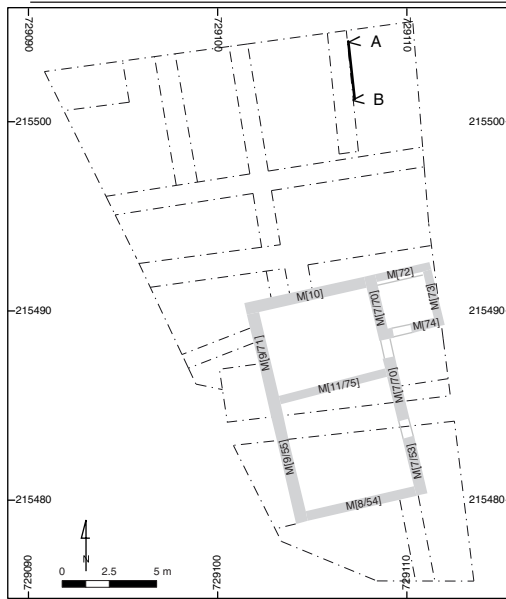 729090
729100
729110
A
B
215500
215500
M[72]
M[10]
M[73]
M[7/70]
215490
215490
M[74]
M[9/71]
M[11/75]
M[7/70]
M[9/55]
M[7/53]
M[8/54]
215480
215480
N
0 2.5 5 m
729090
729100
729110